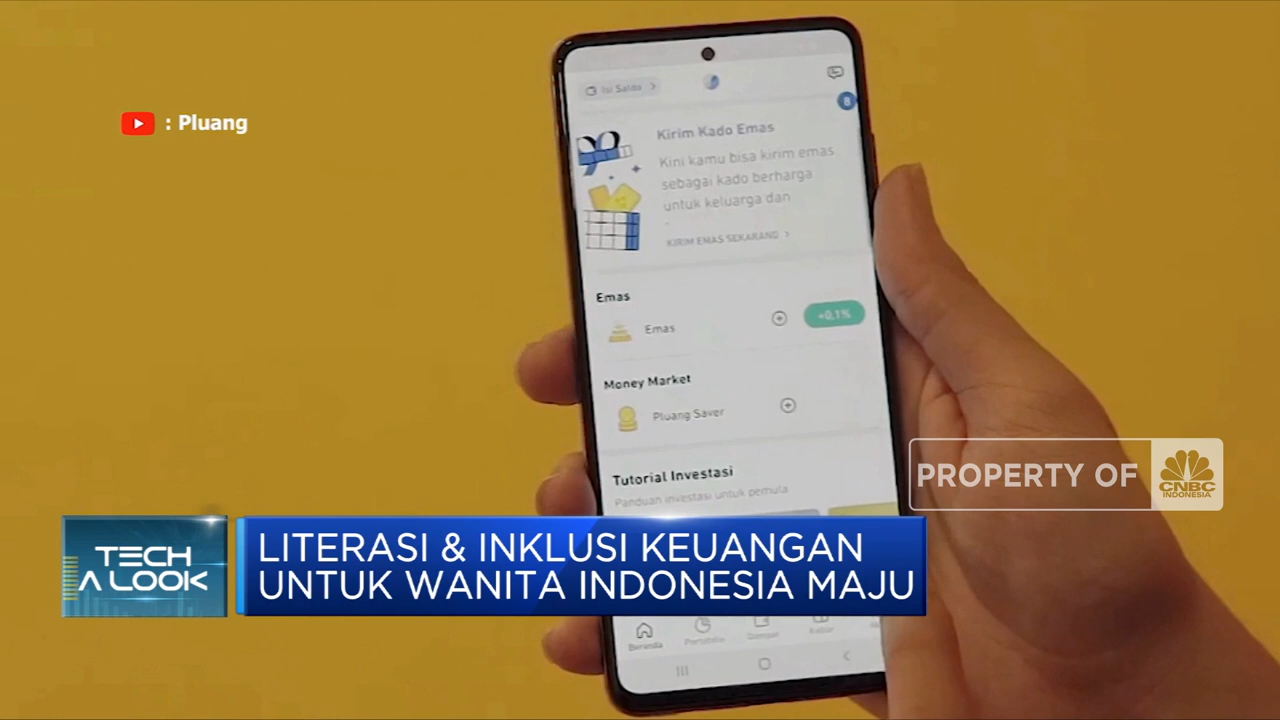 : Pluang
Isi Saldo
8
Kirim Kado Emas
Kini kamu bisa kirim emas
sebagai kado berharga
untuk keluarga dan
KIRIM EMAS SEKARANG
Emas
Emas
+0,1%
Money Market
Pluang Saver
Tutorial Investasi
Panduan investasi untuk pemula
PROPERTY OF
CNBC
INDONESIA
TECH
A LOOK
LITERASI & INKLUSI KEUANGAN
UNTUK WANITA INDONESIA MAJU
Beranda
Portofolio